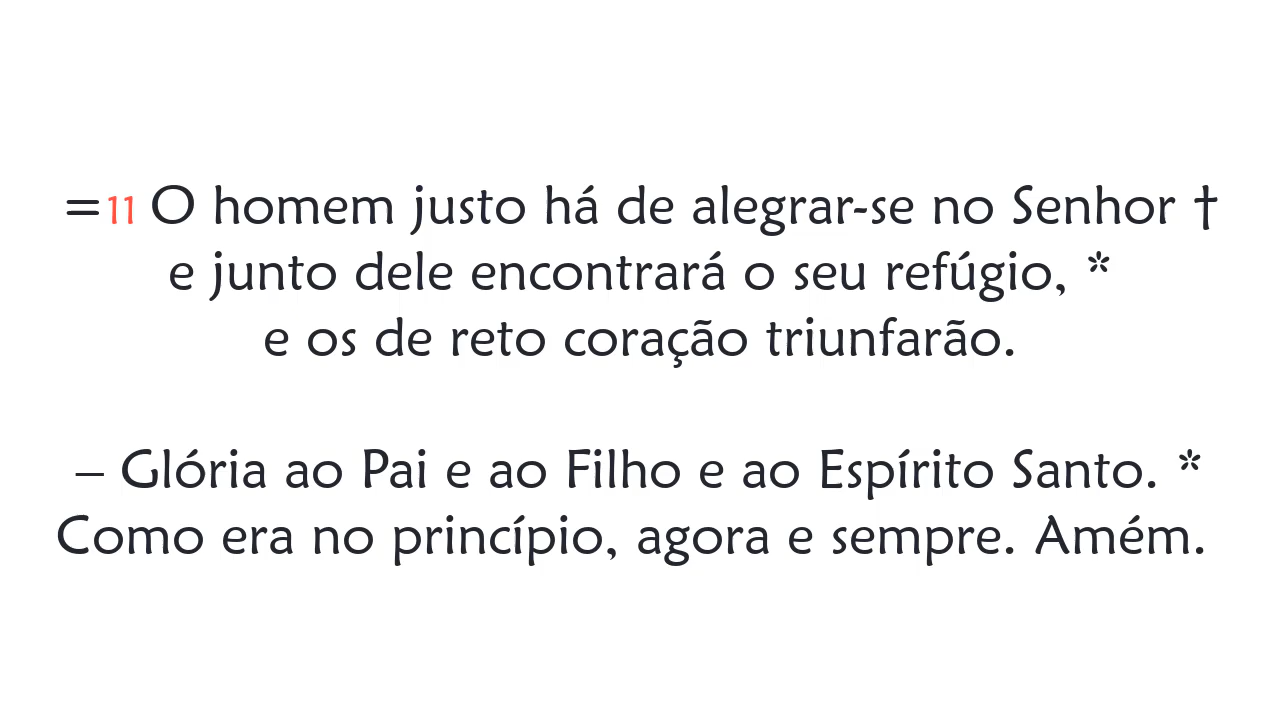 =11 O homem justo há de alegrar-se no Senhor †
e junto dele encontrará o seu refúgio, *
e os de reto coração triunfarão.
– Glória ao Pai e ao Filho e ao Espírito Santo. *
Como era no princípio, agora e sempre. Amém.